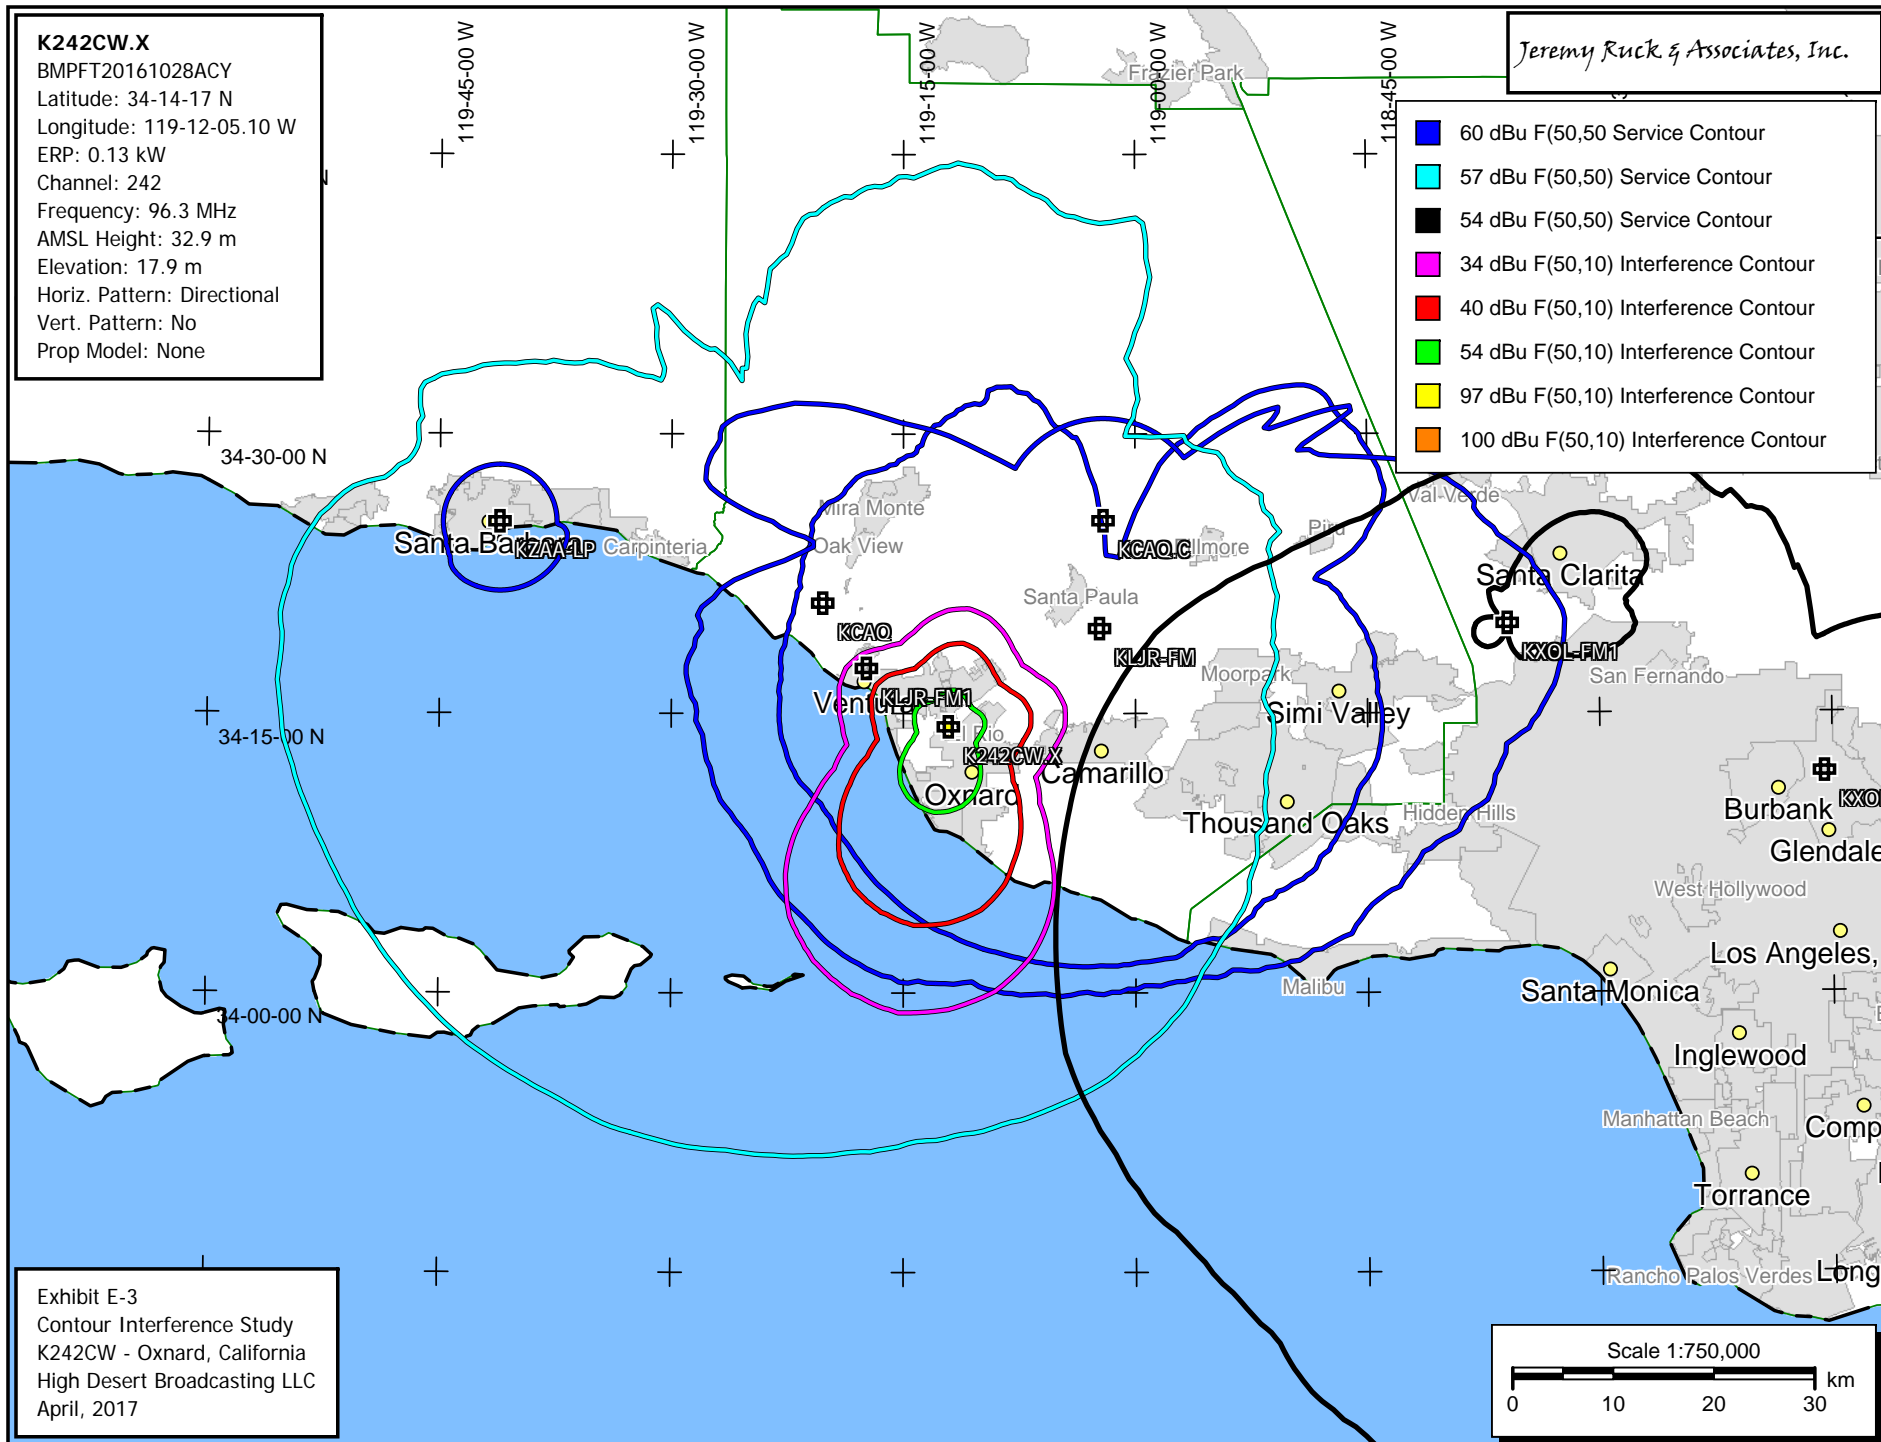 K242CW.X
BMPFT20161028ACY
Latitude: 34-14-17 N
Longitude: 119-12-05.10 W
ERP: 0.13 kW
Channel: 242
Frequency: 96.3 MHz
AMSL Height: 32.9 m
Elevation: 17.9 m
Horiz. Pattern: Directional
Vert. Pattern: No
Prop Model: None
119-45-00 W
119-30-00 W
119-15-00 W
119-00-00 W
118-45-00 W
Jeremy Ruck & Associates, Inc.
60 dBu F(50,50 Service Contour
57 dBu F(50,50) Service Contour
54 dBu F(50,50) Service Contour
34 dBu F(50,10) Interference Contour
40 dBu F(50,10) Interference Contour
54 dBu F(50,10) Interference Contour
97 dBu F(50,10) Interference Contour
100 dBu F(50,10) Interference Contour
Frazier Park
34-30-00 N
Val Verde
Mira Monte
Piru
Santa Barbara
KZAA-LP
Carpinteria
Oak View
KCAQ.C
Fillmore
Santa Clarita
Santa Paula
KCAQ
KLJR-FM
KXOL-FM1
Moorpark
San Fernando
KLJR-FM1
Ventura
Simi Valley
34-15-00 N
El Rio
K242CW.X
Camarillo
Oxnard
Burbank
KXOL
Thousand Oaks
Hidden Hills
Glendale
West Hollywood
Los Angeles,
Malibu
Santa Monica
34-00-00 N
Inglewood
Manhattan Beach
Comp
Torrance
Rancho Palos Verdes
Long
Exhibit E-3
Contour Interference Study
K242CW - Oxnard, California
High Desert Broadcasting LLC
April, 2017
Scale 1:750,000
km
0 10 20 30